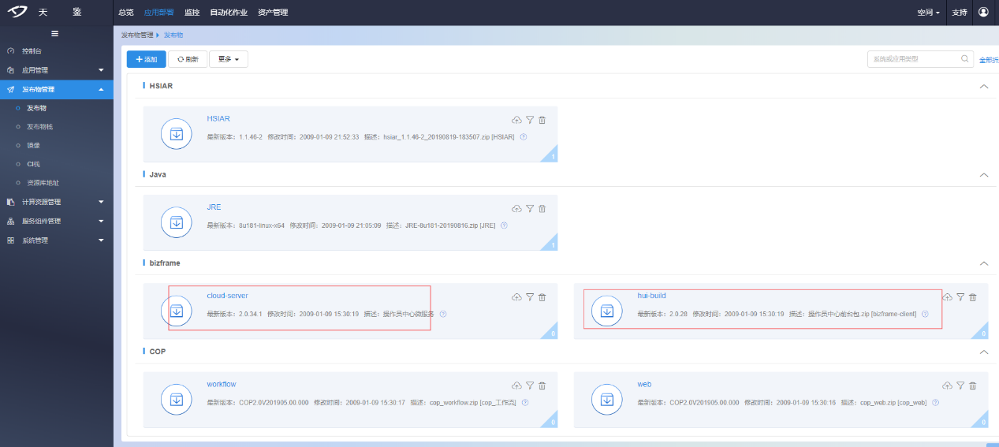 天 鉴 总览 应用部署 监控 自动化作业 资产管理 空间 支持
发布物管理 发布物
控制台
应用管理
发布物管理
发布物
发布物栈
镜像
CI栈
资源库地址
计算资源管理
服务组件管理
系统管理
添加 刷新 更多 系统或应用类型 全部折
HSIAR
HSIAR
最新版本: 1.1.46-2 修改时间: 2009-01-09 21:52:33 描述: hsiar_1.1.46-2_20190819-183507.zip [HSIAR]
1
Java
JRE
最新版本: 8u181-linux-x64 修改时间: 2009-01-09 21:05:09 描述: JRE-8u181-20190816.zip [JRE]
1
bizframe
cloud-server
最新版本: 2.0.34.1 修改时间: 2009-01-09 15:30:19 描述: 操作员中心微服务
0
hui-build
最新版本: 2.0.28 修改时间: 2009-01-09 15:30:19 描述: 操作员中心前台包.zip [bizframe-client]
0
COP
workflow
最新版本: COP2.0V201905.00.000 修改时间: 2009-01-09 15:30:17 描述: cop_workflow.zip [cop_工作流]
0
web
最新版本: COP2.0V201905.00.000 修改时间: 2009-01-09 15:30:16 描述: cop_web.zip [cop_web]
0